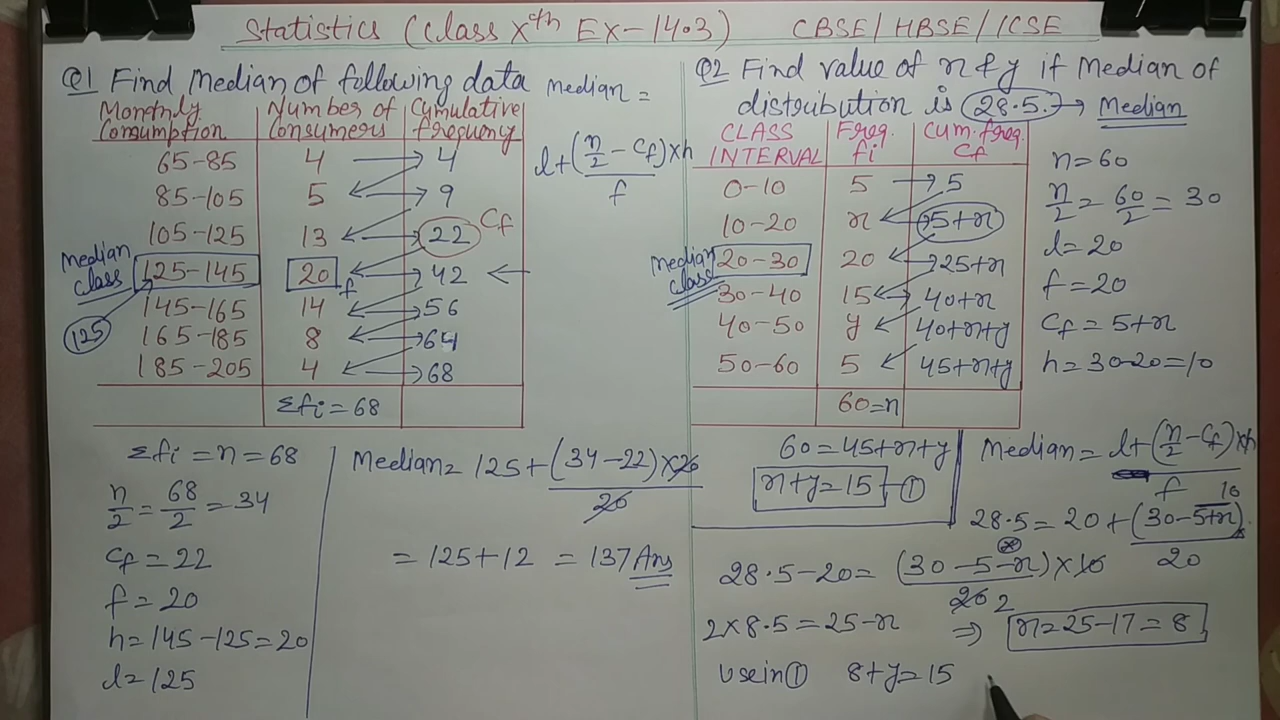 Statistics (Class Xth Ex-14.3) CBSE/HBSE/ICSE
Q1 Find Median of following data
Median =
l+(n/2 - Cf)×h
f
Monthly Consumption | Number of Consumers | Cumulative frequency
65-85 4 4
85-105 5 9
105-125 13 22 Cf
median class 125-145 20 f 42
125
145-165 14 56
165-185 8 64
185-205 4 68
Σfi = 68
Σfi = n = 68
n/2 = 68/2 = 34
Cf = 22
f = 20
h = 145-125 = 20
l = 125
Median = 125+(34-22)×20
20
= 125+12 = 137 Ans
Q2 Find value of x & y if Median of
distribution is 28.5. → Median
CLASS INTERVAL | Freq. fi | Cum. freq. Cf
0-10 5 5
10-20 x 5+x
median class 20-30 20 25+x
30-40 15 40+x
40-50 y 40+x+y
50-60 5 45+x+y
60=n
n=60
n/2 = 60/2 = 30
l=20
f=20
Cf = 5+x
h = 30-20=10
60 = 45+x+y
x+y=15 -①
Median = l+(n/2 - Cf)×h
f
10
28.5 = 20+(30-5+x)
20
28.5-20 = (30-5-x)×10
20 2
2×8.5 = 25-x ⇒ x=25-17=8
Use in ① 8+y=15